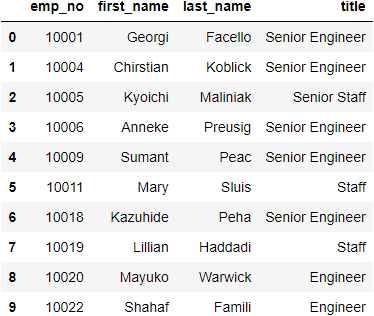 emp_no first_name last_name title
0 10001 Georgi Facello Senior Engineer
1 10004 Chirstian Koblick Senior Engineer
2 10005 Kyoichi Maliniak Senior Staff
3 10006 Anneke Preusig Senior Engineer
4 10009 Sumant Peac Senior Engineer
5 10011 Mary Sluis Staff
6 10018 Kazuhide Peha Senior Engineer
7 10019 Lillian Haddadi Staff
8 10020 Mayuko Warwick Engineer
9 10022 Shahaf Famili Engineer